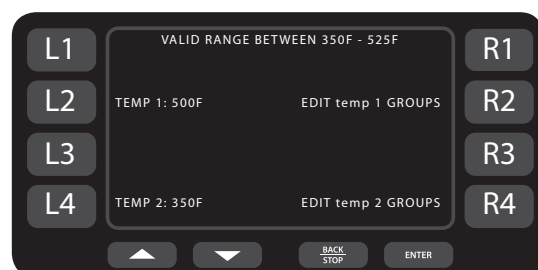 L1
VALID RANGE BETWEEN 350F - 525F
R1
L2
TEMP 1: 500F
EDIT temp 1 GROUPS
R2
L3
R3
L4
TEMP 2: 350F
EDIT temp 2 GROUPS
R4
BACK
STOP
ENTER